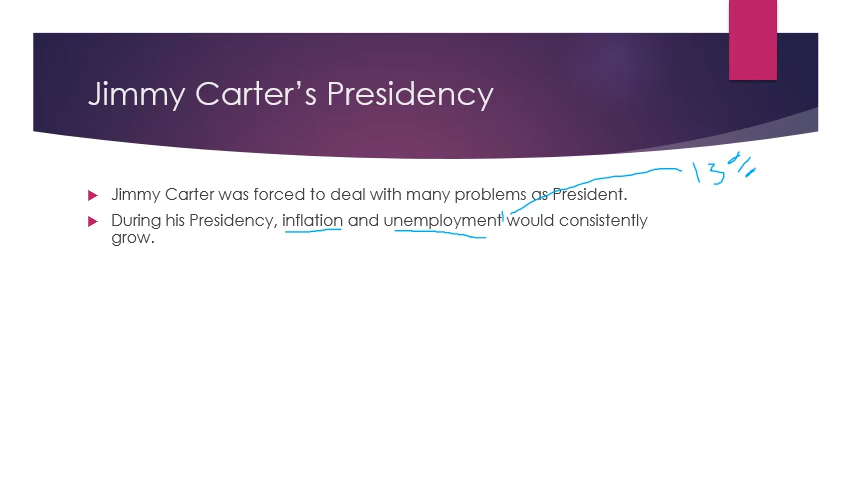 Jimmy Carter's Presidency
13%
Jimmy Carter was forced to deal with many problems as President.
During his Presidency, inflation and unemployment would consistently
grow.